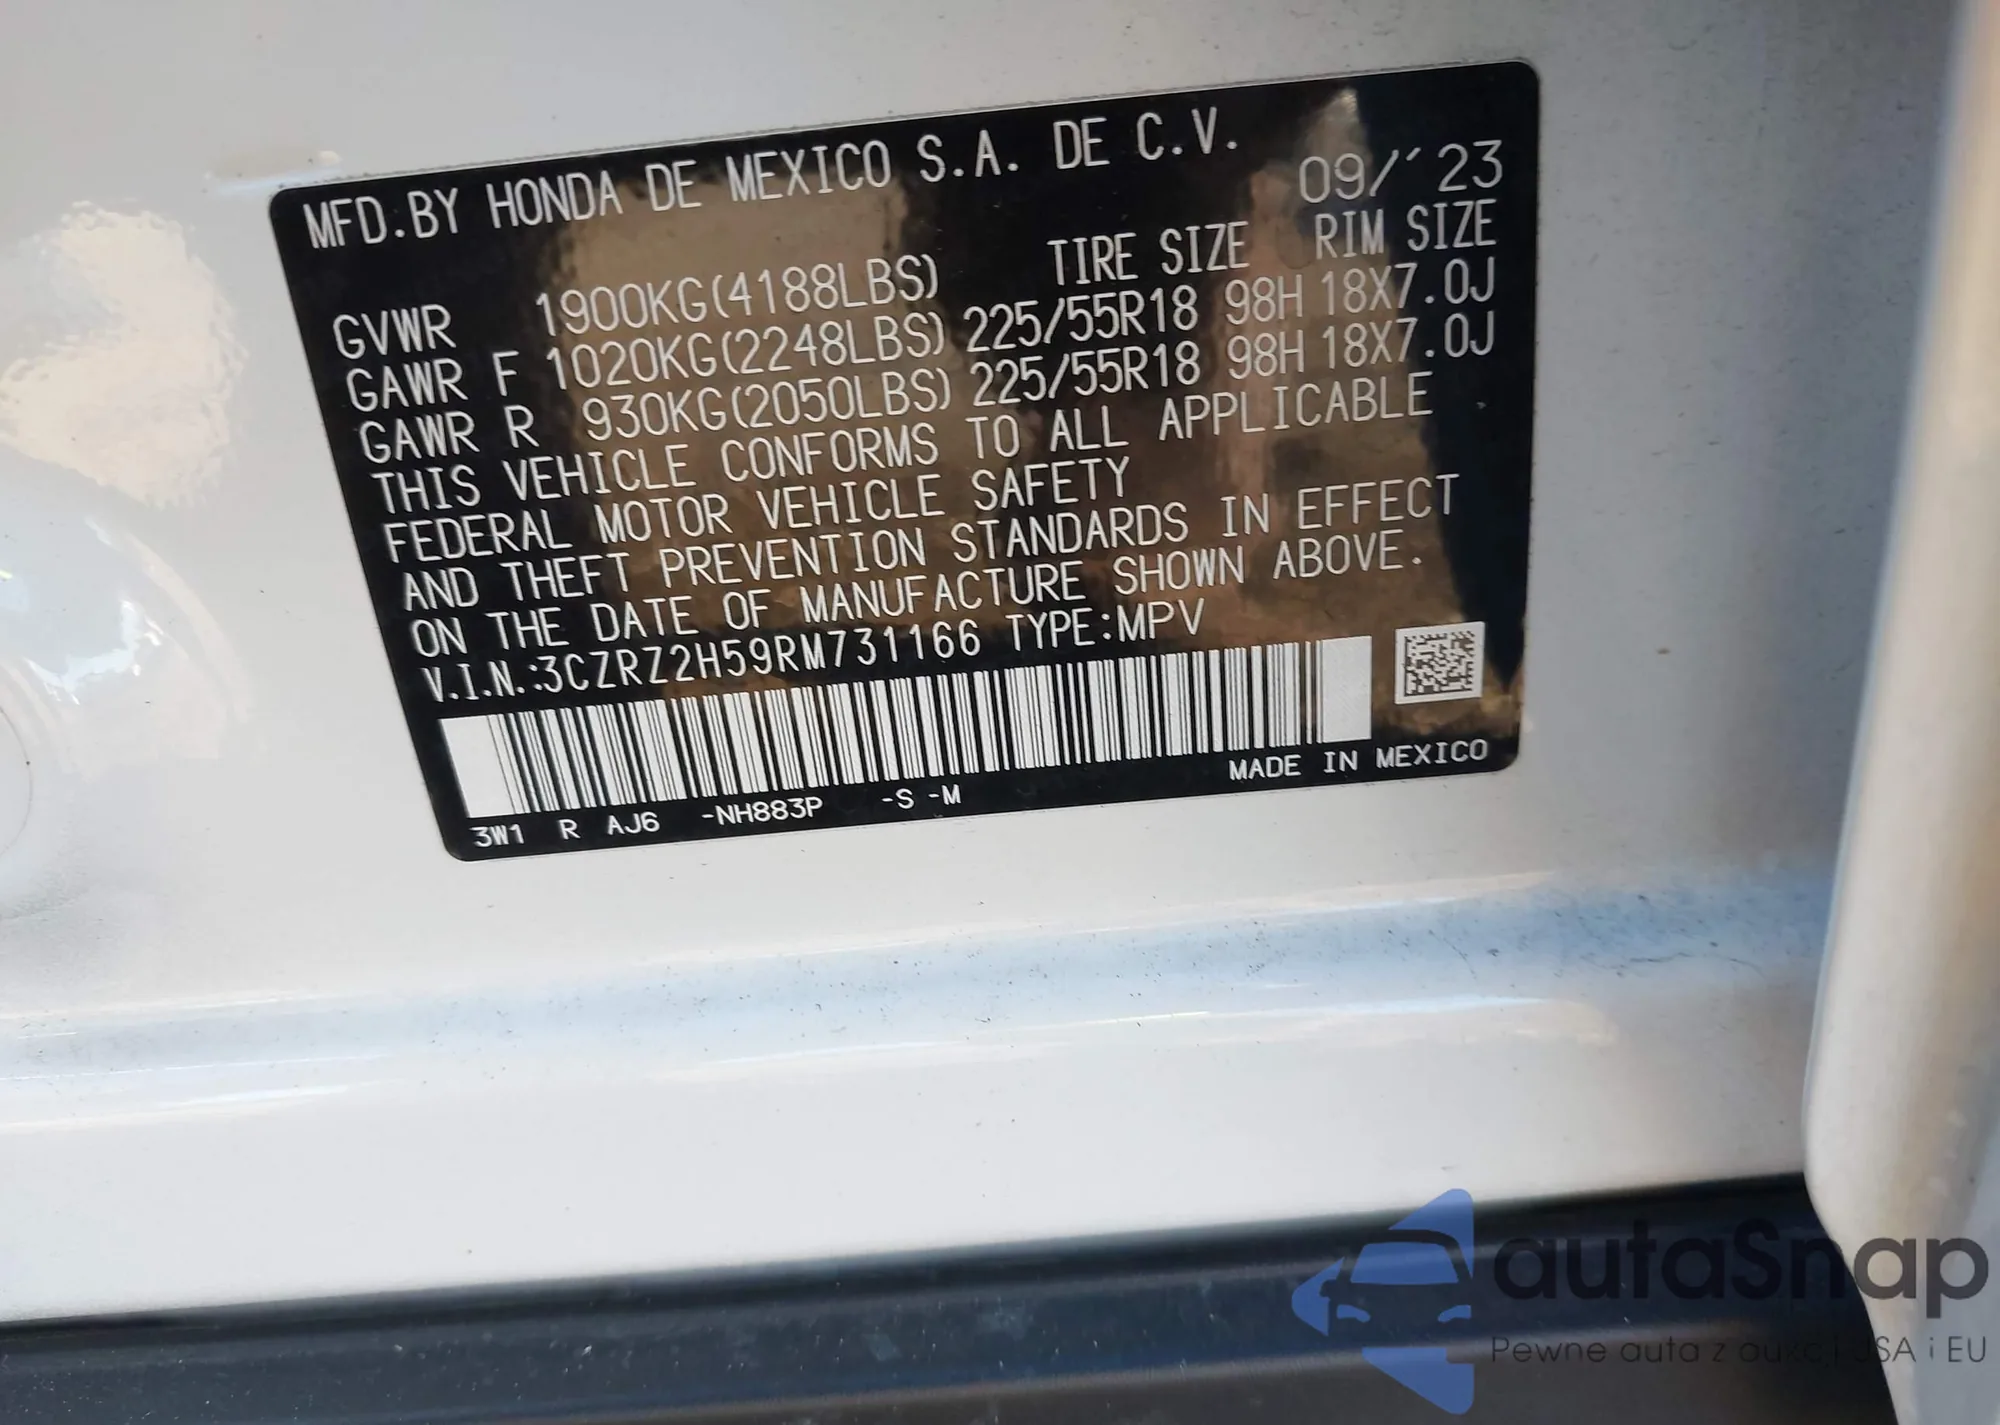 MFD.BY HONDA DE MEXICO S.A. DE C.V.
09/'23
TIRE SIZE RIM SIZE
GVWR 1900KG(4188LBS)
GAWR F 1020KG(2248LBS) 225/55R18 98H 18X7.0J
GAWR R 930KG(2050LBS) 225/55R18 98H 18X7.0J
THIS VEHICLE CONFORMS TO ALL APPLICABLE
FEDERAL MOTOR VEHICLE SAFETY
AND THEFT PREVENTION STANDARDS IN EFFECT
ON THE DATE OF MANUFACTURE SHOWN ABOVE.
V.I.N.:3CZRZ2H59RM731166 TYPE:MPV
MADE IN MEXICO
3W1 R AJ6 -NH883P -S -M
autaSnap
Pewne auta z aukcji USA i EU